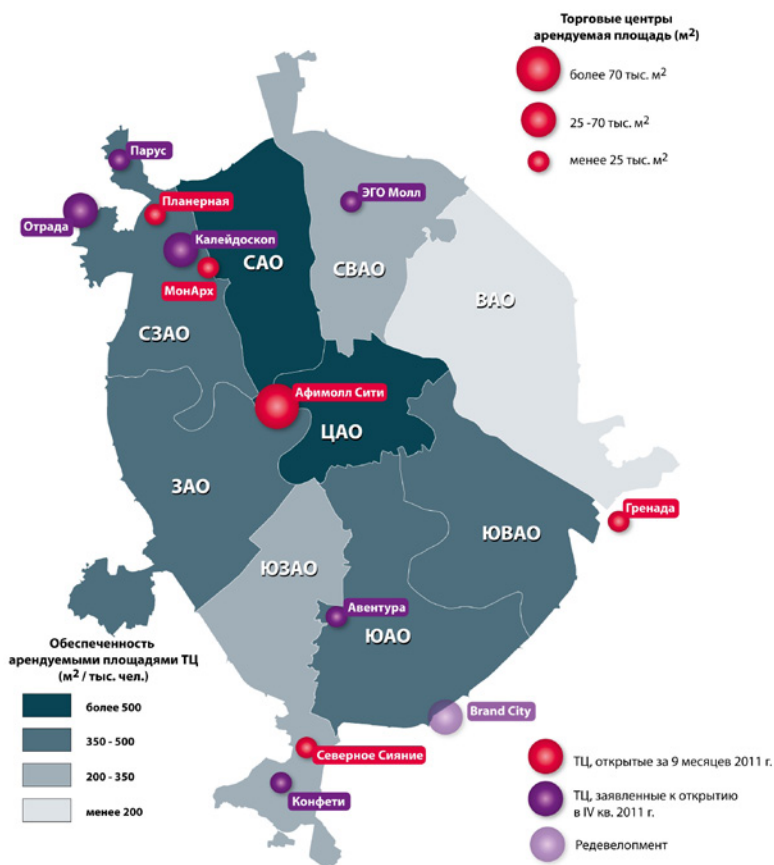 Торговые центры
арендуемая площадь (м²)
более 70 тыс. м²
25 -70 тыс. м²
менее 25 тыс. м²
Парус
Планерная
ЭГО Молл
Отрада
Калейдоскоп
САО
СВАО
МонАрх
ВАО
СЗАО
Афимолл Сити
ЦАО
ЗАО
Гренада
ЮВАО
ЮЗАО
Авентура
ЮАО
Обеспеченность
арендуемыми площадями ТЦ
(м² / тыс. чел.)
более 500
350 - 500
200 - 350
менее 200
Brand City
Северное Сияние
Конфети
ТЦ, открытые за 9 месяцев 2011 г.
ТЦ, заявленные к открытию
в IV кв. 2011 г.
Редевелопмент